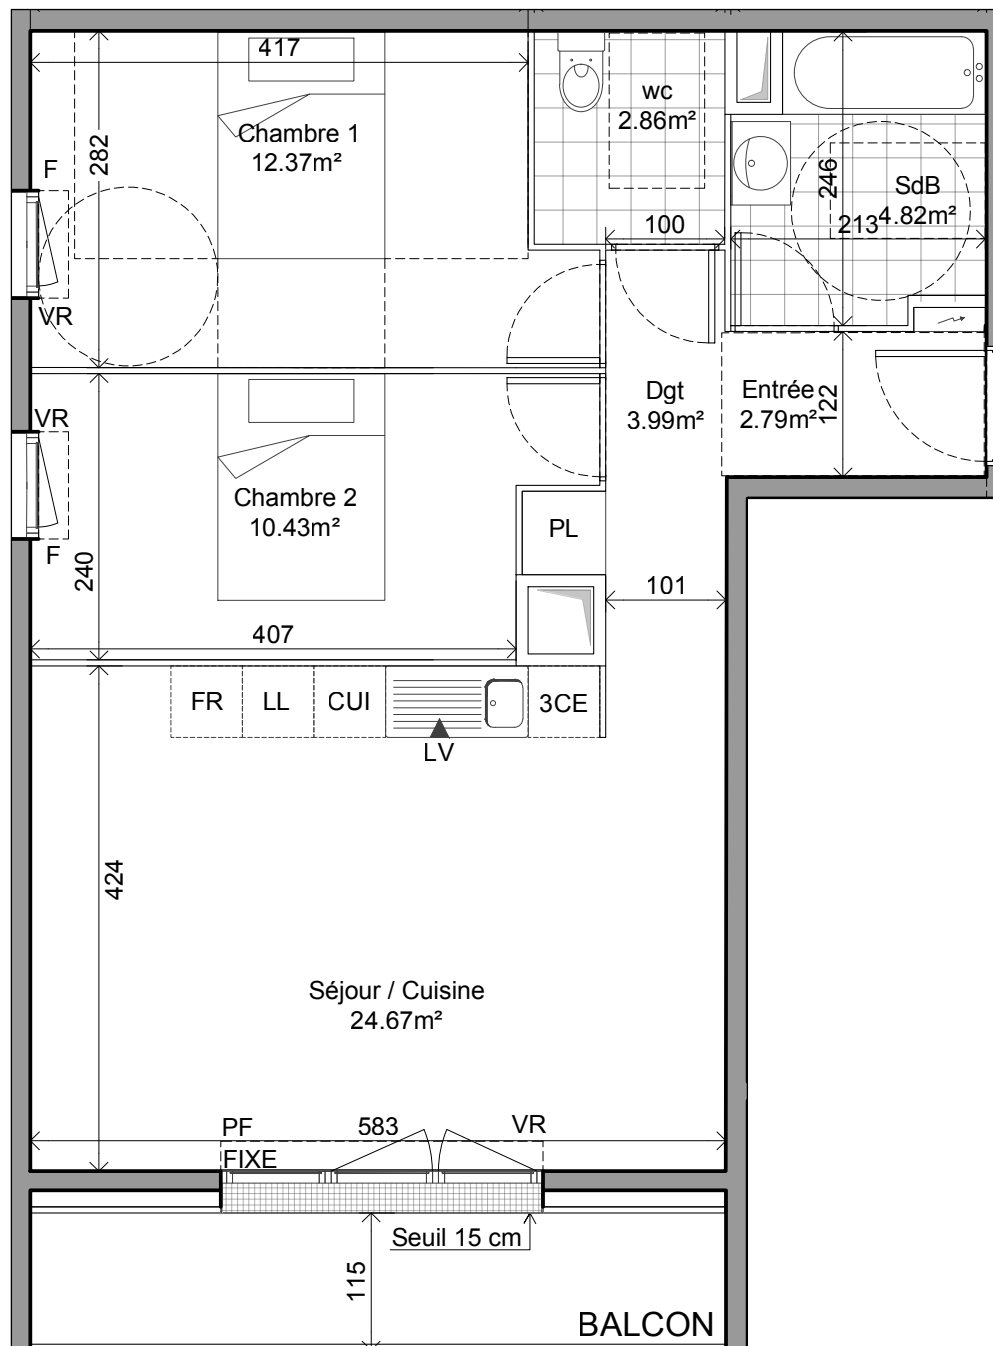 417
Chambre 1
12.37m²
282
F
VR
wc
2.86m²
100
246
SdB
4.82m²
213
VR
F
Chambre 2
10.43m²
240
407
Dgt
3.99m²
Entrée
2.79m²
122
PL
101
FR
LL
CUI
3CE
LV
424
Séjour / Cuisine
24.67m²
PF
583
VR
FIXE
Seuil 15 cm
115
BALCON